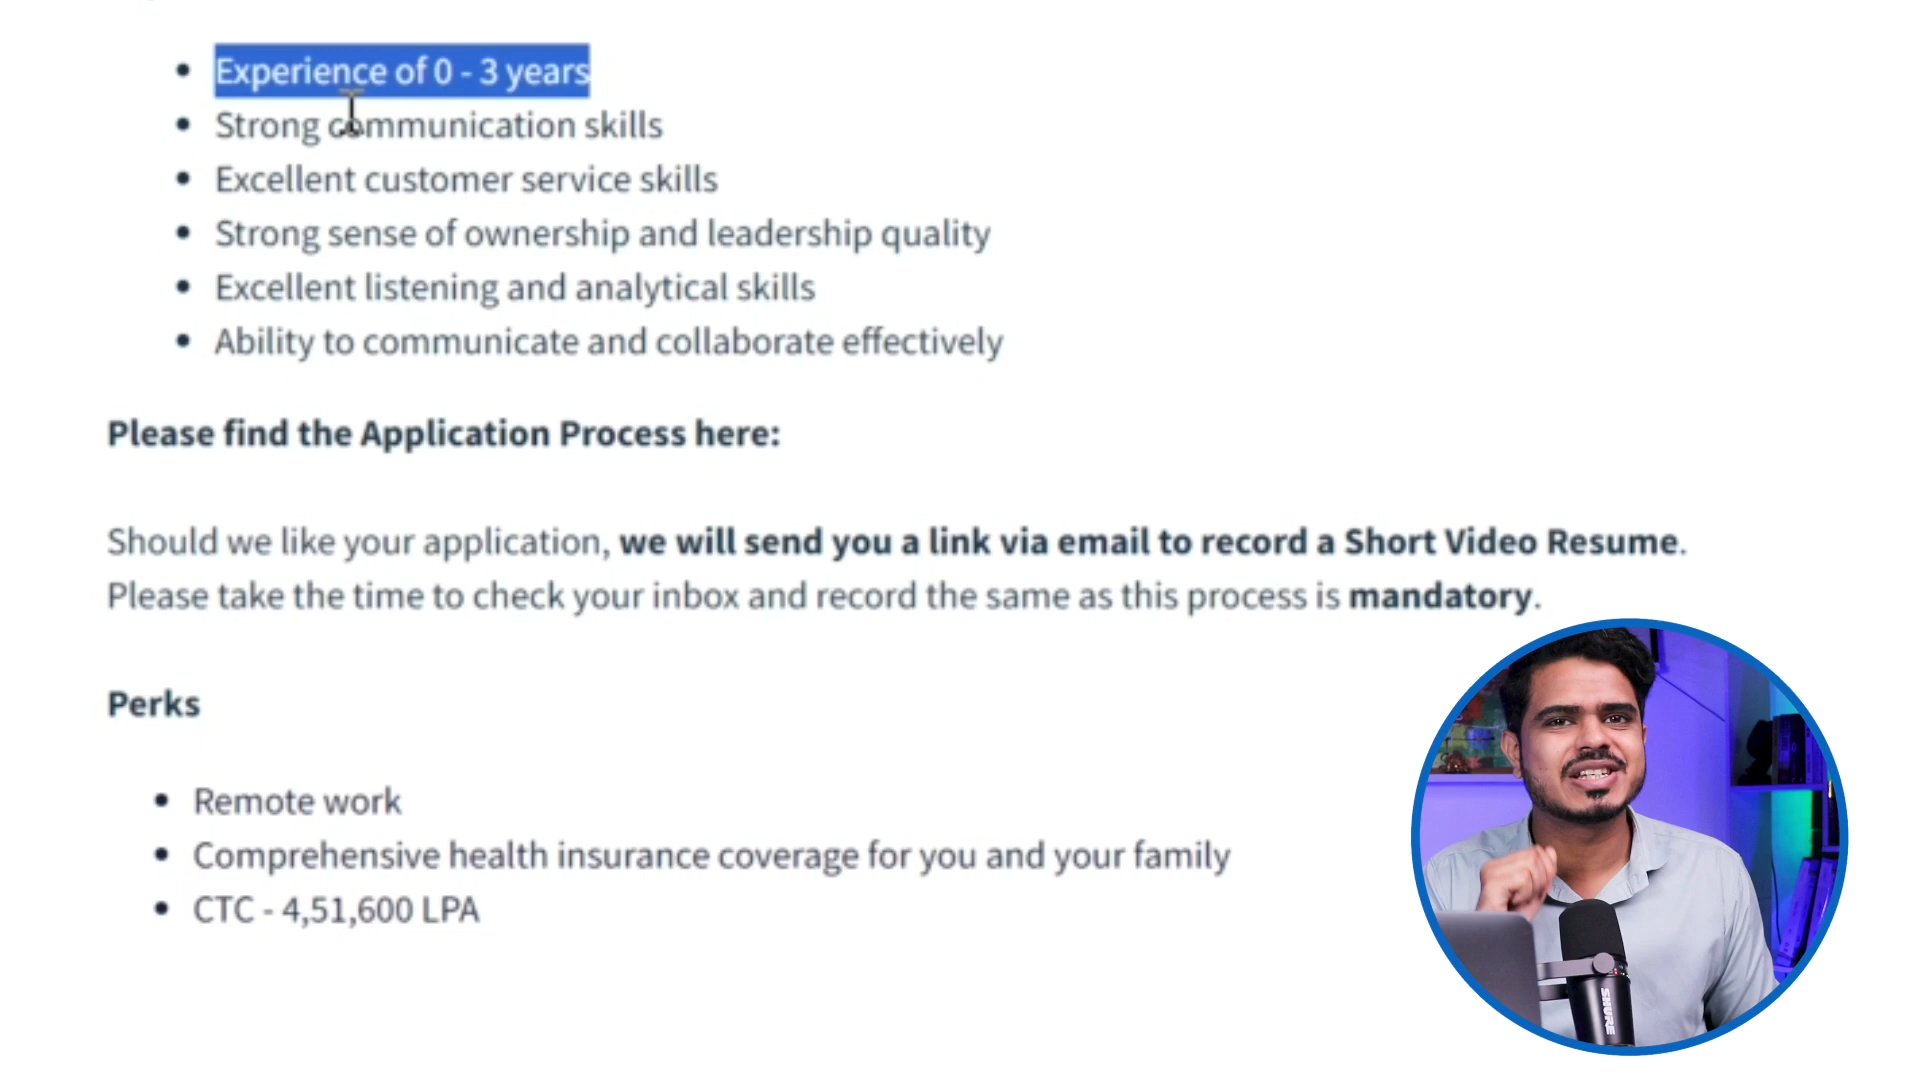 Experience of 0 - 3 years
Strong communication skills
Excellent customer service skills
Strong sense of ownership and leadership quality
Excellent listening and analytical skills
Ability to communicate and collaborate effectively
Please find the Application Process here:
Should we like your application, we will send you a link via email to record a Short Video Resume.
Please take the time to check your inbox and record the same as this process is mandatory.
Perks
Remote work
Comprehensive health insurance coverage for you and your family
CTC - 4,51,600 LPA
SHURE